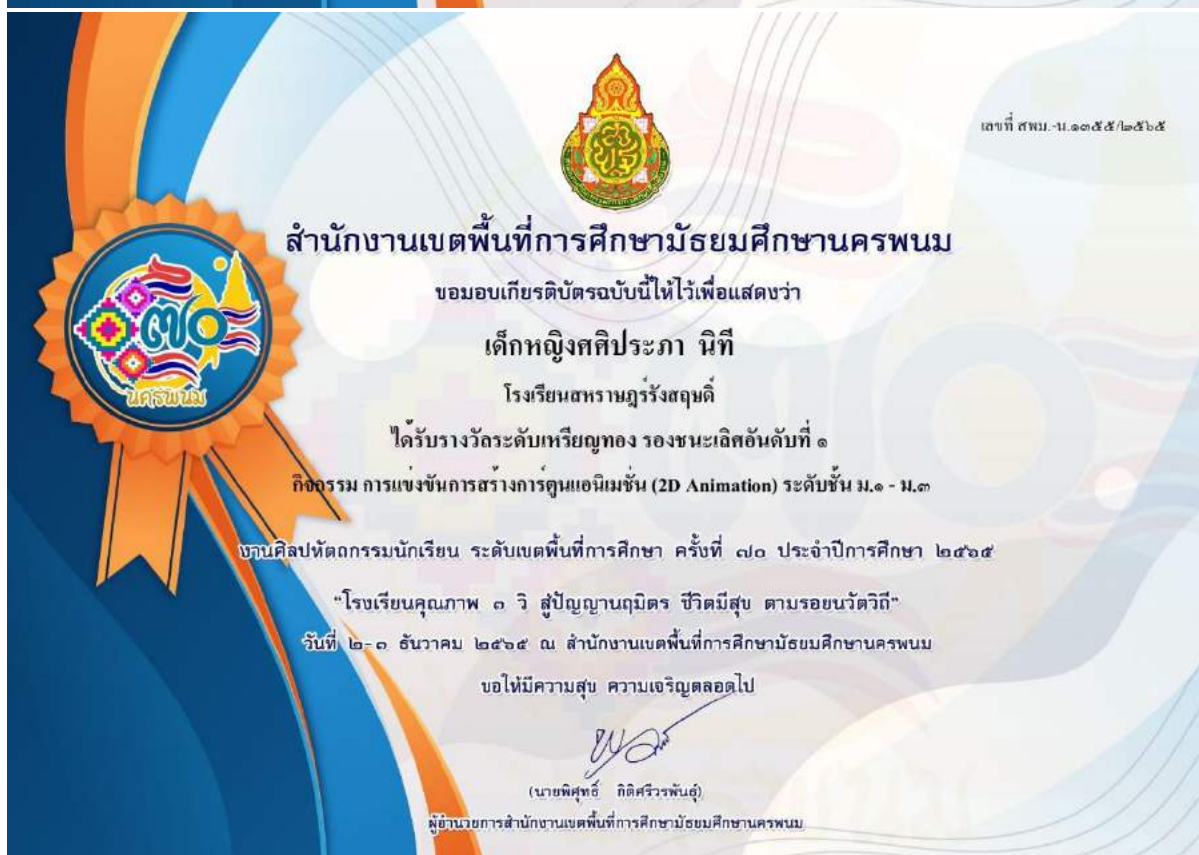 เลขที่ สพม.-น.๑๓๕๕/๒๕๖๕
สำนักงานเขตพื้นที่การศึกษามัธยมศึกษานครพนม
ขอมอบเกียรติบัตรฉบับนี้ให้ไว้เพื่อแสดงว่า
เด็กหญิงศศิประภา นิที
โรงเรียนสหราษฎร์รังสฤษดิ์
ได้รับรางวัลระดับเหรียญทอง รองชนะเลิศอันดับที่ ๑
กิจกรรม การแข่งขันการสร้างการ์ตูนแอนิเมชั่น (2D Animation) ระดับชั้น ม.๑ - ม.๓
งานศิลปหัตถกรรมนักเรียน ระดับเขตพื้นที่การศึกษา ครั้งที่ ๗๐ ประจำปีการศึกษา ๒๕๖๕
"โรงเรียนคุณภาพ ๓ วิ สู่ปัญญานฤมิตร ชีวิตมีสุข ตามรอยนวัตวิถี"
วันที่ ๒-๓ ธันวาคม ๒๕๖๕ ณ สำนักงานเขตพื้นที่การศึกษามัธยมศึกษานครพนม
ขอให้มีความสุข ความเจริญตลอดไป
(นายพิศุทธิ์ กิติศรีวรพันธุ์)
ผู้อำนวยการสำนักงานเขตพื้นที่การศึกษามัธยมศึกษานครพนม
๗๐
นครพนม